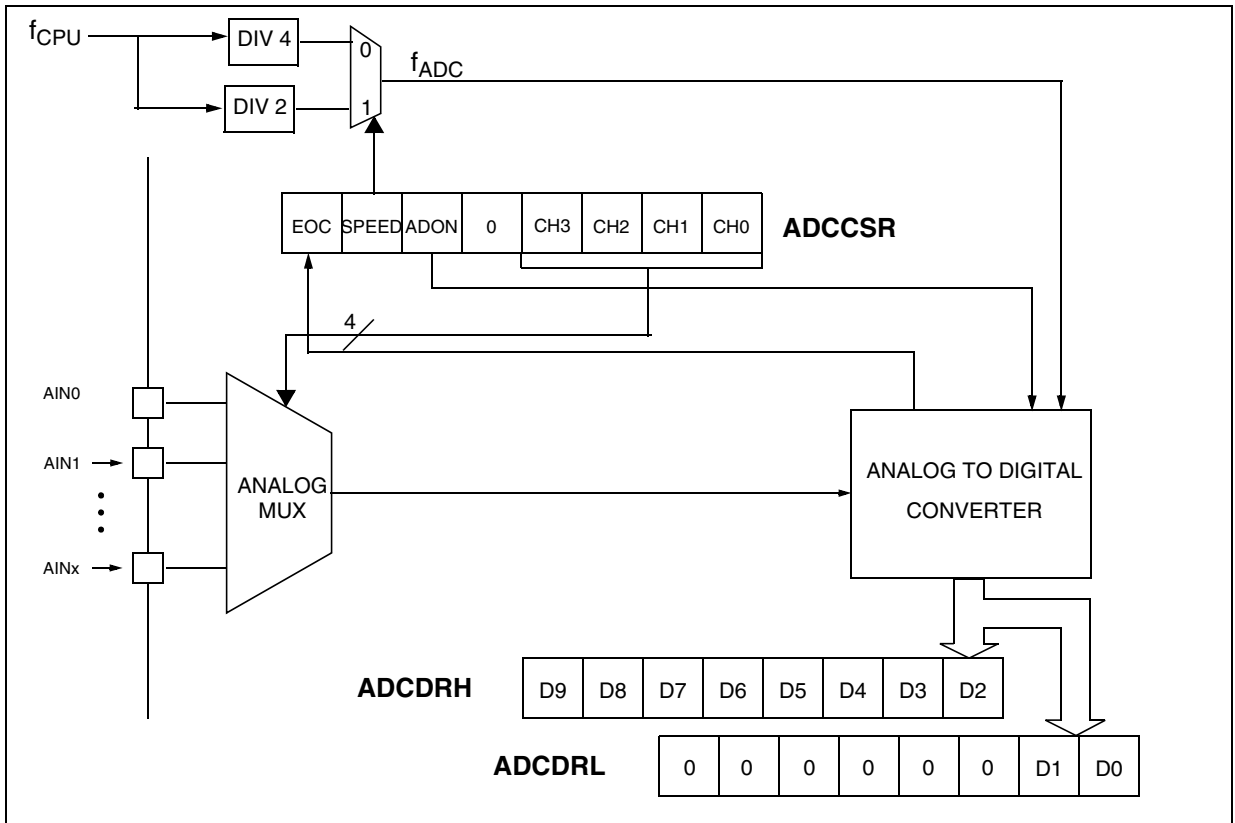 fCPU
DIV 4
0
fADC
DIV 2
1
EOC SPEED ADON 0 CH3 CH2 CH1 CH0
ADCCSR
4
AIN0
AIN1
ANALOG
MUX
ANALOG TO DIGITAL
CONVERTER
AINx
ADCDRH
D9 D8 D7 D6 D5 D4 D3 D2
ADCDRL
0 0 0 0 0 0 D1 D0